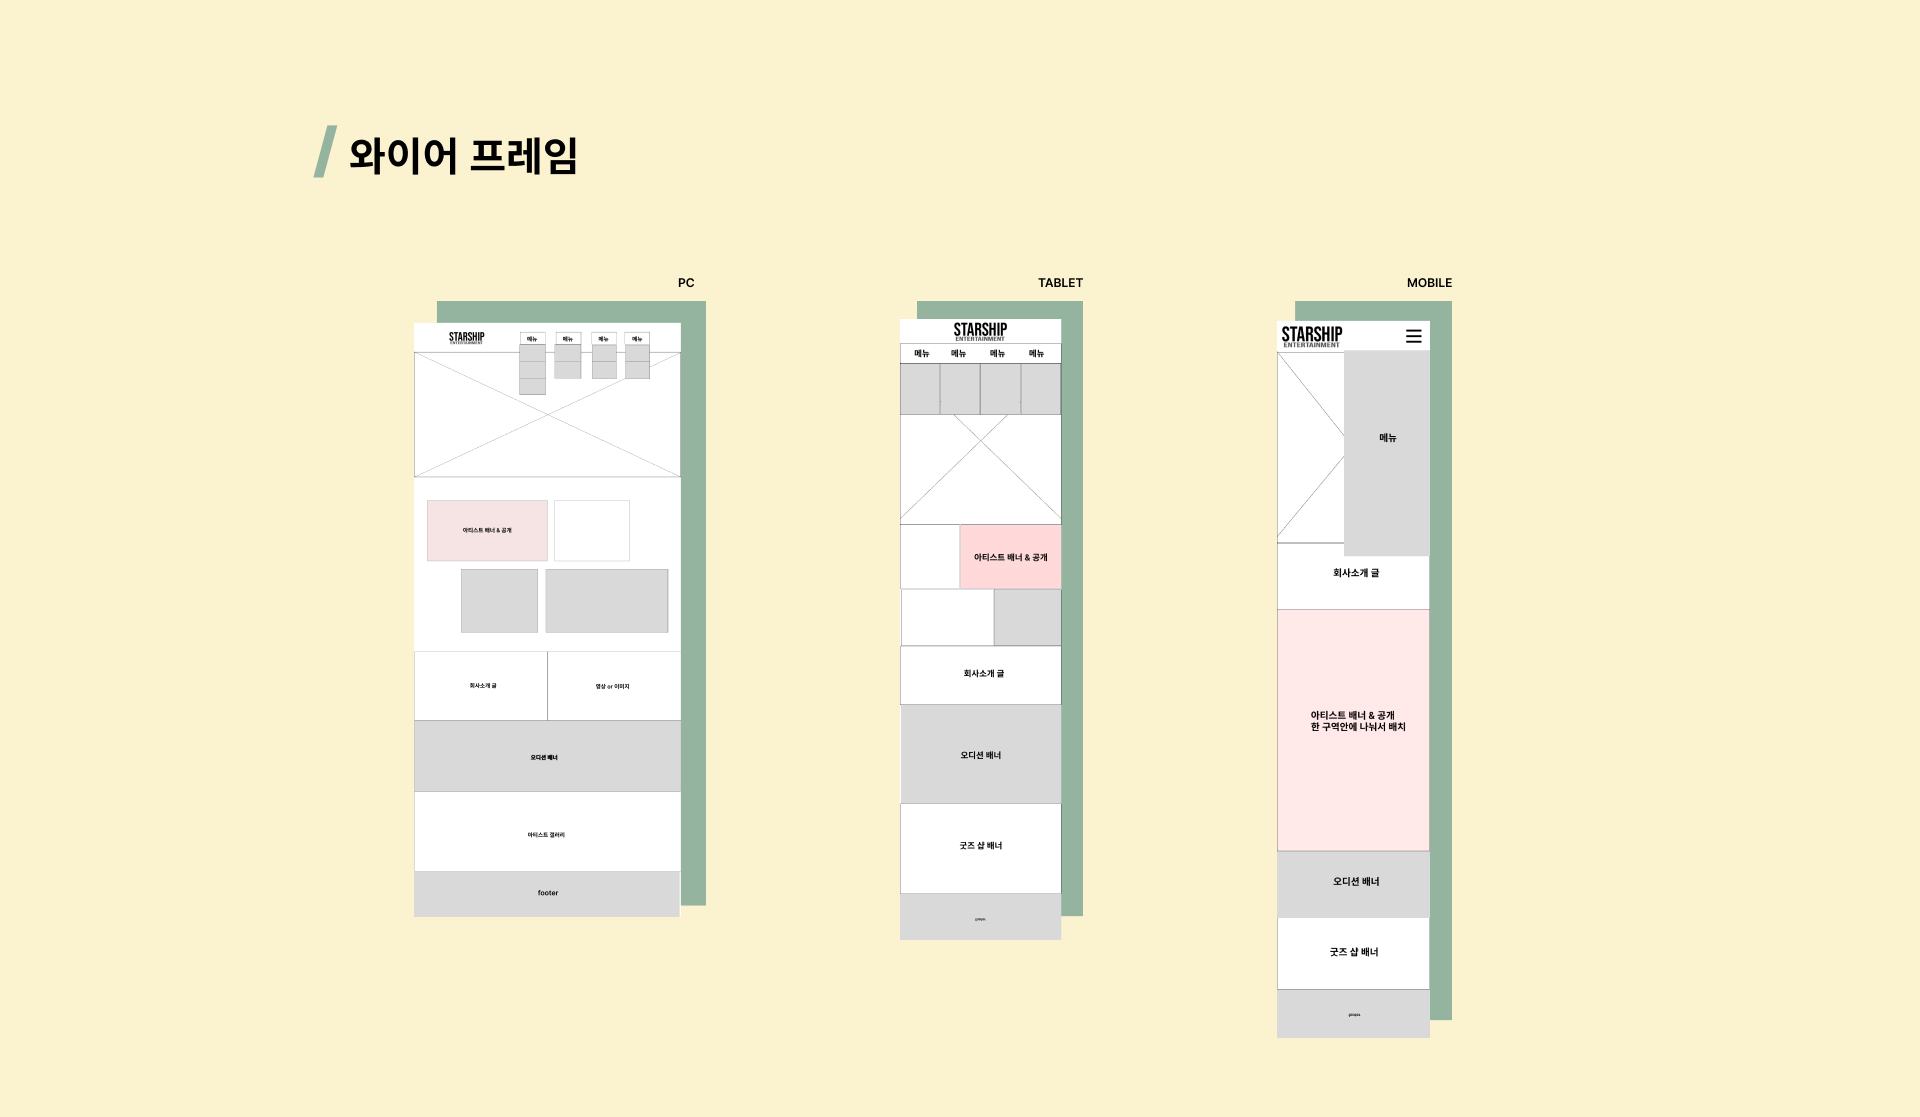 와이어 프레임
PC
STARSHIP
ENTERTAINMENT
메뉴
메뉴
메뉴
메뉴
아티스트 배너 & 공개
회사소개 글
영상 or 이미지
오디션 배너
아티스트 갤러리
footer
TABLET
STARSHIP
ENTERTAINMENT
메뉴
메뉴
메뉴
메뉴
아티스트 배너 & 공개
회사소개 글
오디션 배너
굿즈 샵 배너
MOBILE
STARSHIP
ENTERTAINMENT
메뉴
회사소개 글
아티스트 배너 & 공개
한 구역안에 나눠서 배치
오디션 배너
굿즈 샵 배너